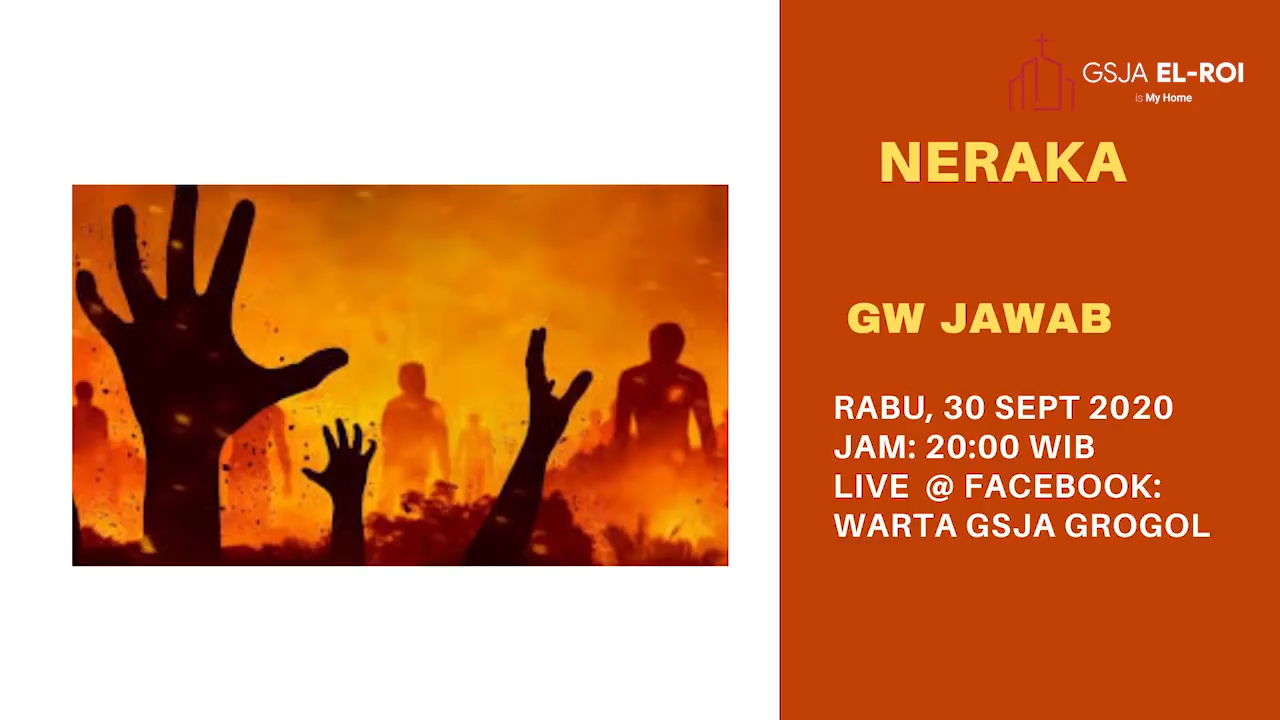 GSJA EL-ROI
is My Home
NERAKA
GW JAWAB
RABU, 30 SEPT 2020
JAM: 20:00 WIB
LIVE @ FACEBOOK:
WARTA GSJA GROGOL